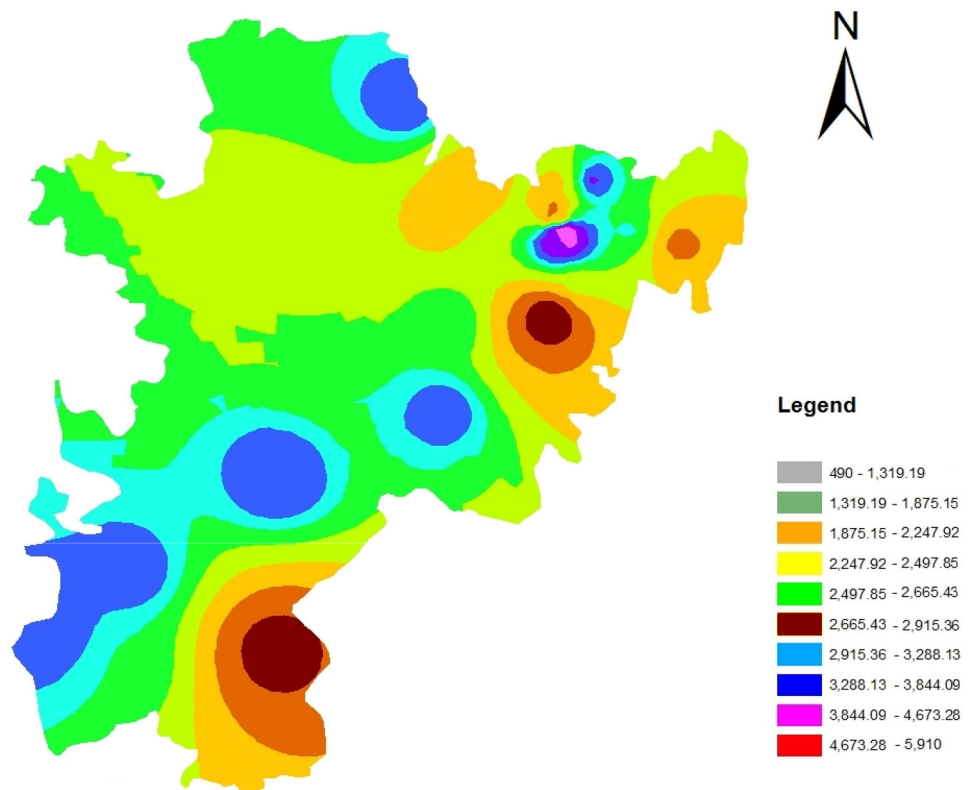 N
Legend
490 - 1,319.19
1,319.19 - 1,875.15
1,875.15 - 2,247.92
2,247.92 - 2,497.85
2,497.85 - 2,665.43
2,665.43 - 2,915.36
2,915.36 - 3,288.13
3,288.13 - 3,844.09
3,844.09 - 4,673.28
4,673.28 - 5,910